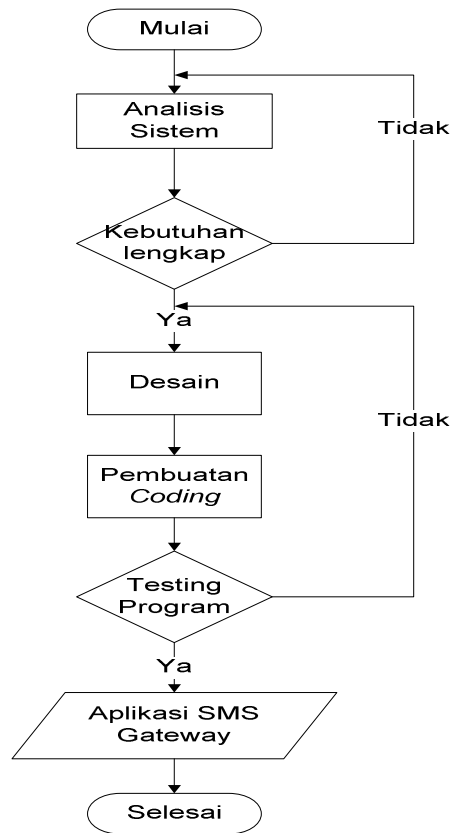 Mulai
Analisis
Sistem
Tidak
Kebutuhan
lengkap
Ya
Desain
Tidak
Pembuatan
Coding
Testing
Program
Ya
Aplikasi SMS
Gateway
Selesai